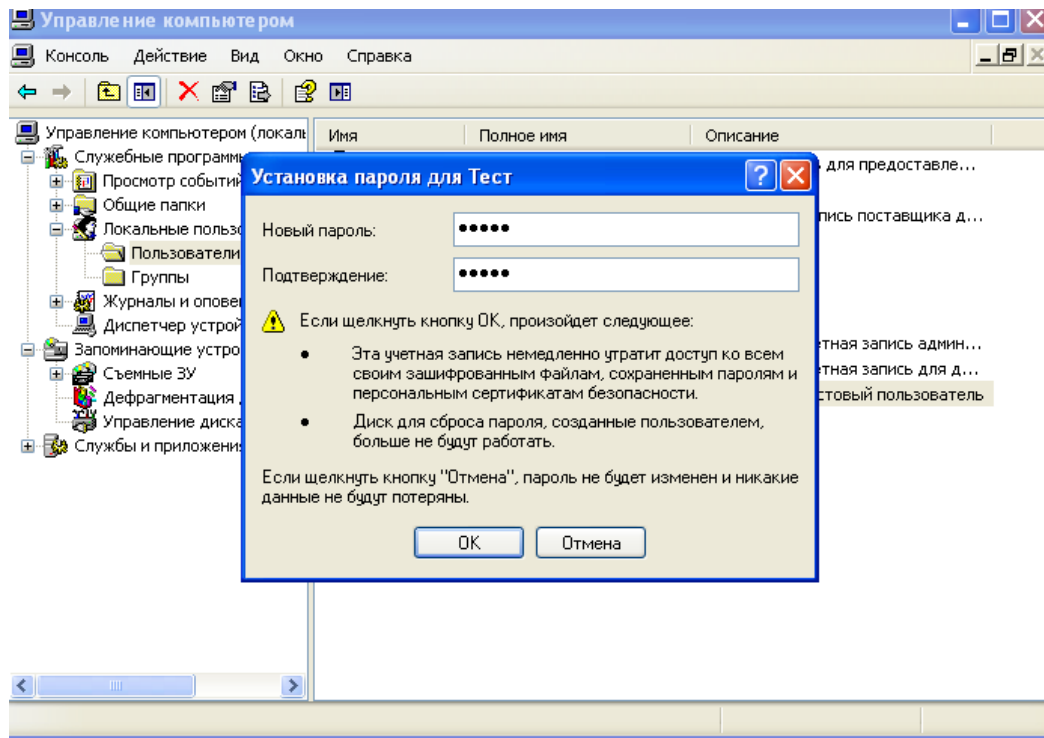 Управление компьютером
Консоль Действие Вид Окно Справка
Управление компьютером (локаль
Имя Полное имя Описание
Служебные программ
Просмотр событий
Общие папки
Локальные польз
Пользователи
Группы
Журналы и опове
Диспетчер устрой
Запоминающие устро
Съемные ЗУ
Дефрагментация
Управление диска
Службы и приложени
для предоставле...
пись поставщика д...
тная запись админ...
тная запись для д...
стовый пользователь
Установка пароля для Тест
Новый пароль: •••••
Подтверждение: •••••
Если щелкнуть кнопку ОК, произойдет следующее:
• Эта учетная запись немедленно утратит доступ ко всем
своим зашифрованным файлам, сохраненным паролям и
персональным сертификатам безопасности.
• Диск для сброса пароля, созданные пользователем,
больше не будут работать.
Если щелкнуть кнопку "Отмена", пароль не будет изменен и никакие
данные не будут потеряны.
ОК Отмена